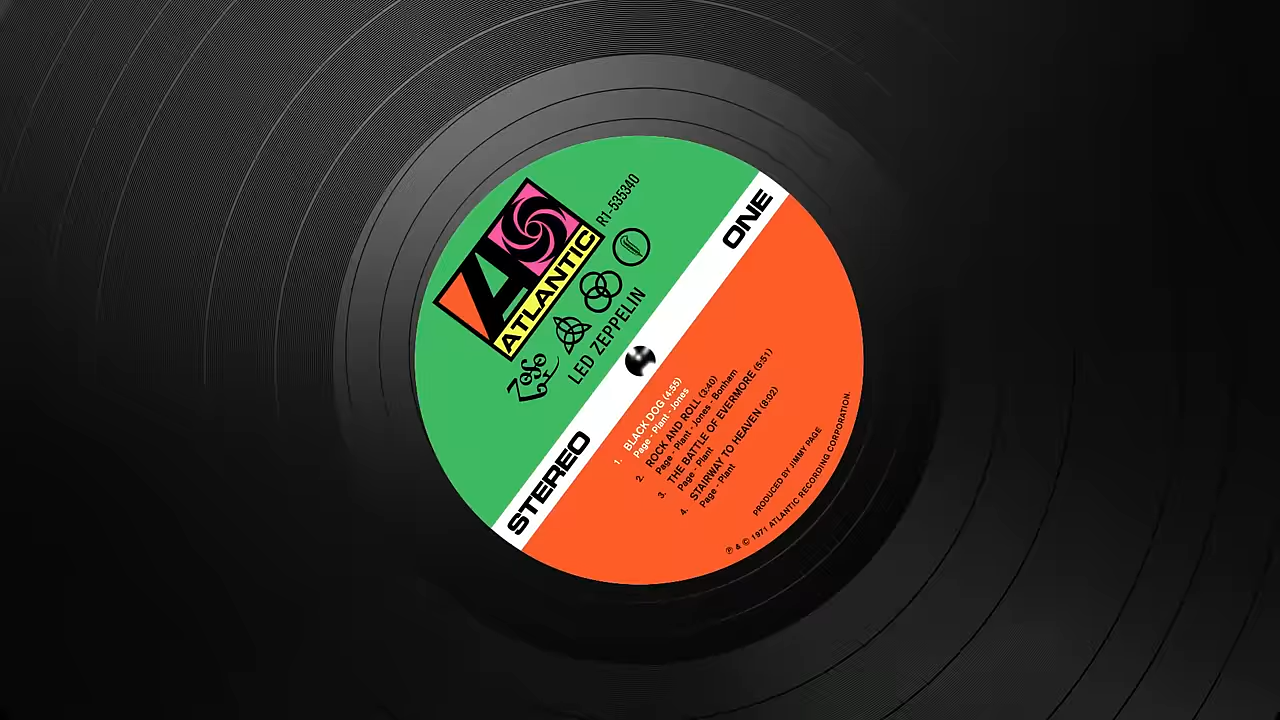 R1-535340
ATLANTIC
LED ZEPPELIN
STEREO
ONE
1. BLACK DOG (4:55)
Page - Plant - Jones
2. ROCK AND ROLL (3:40)
Page - Plant - Jones - Bonham
3. THE BATTLE OF EVERMORE (5:51)
Page - Plant
4. STAIRWAY TO HEAVEN (8:02)
Page - Plant
PRODUCED BY JIMMY PAGE
℗ & © 1971 ATLANTIC RECORDING CORPORATION.